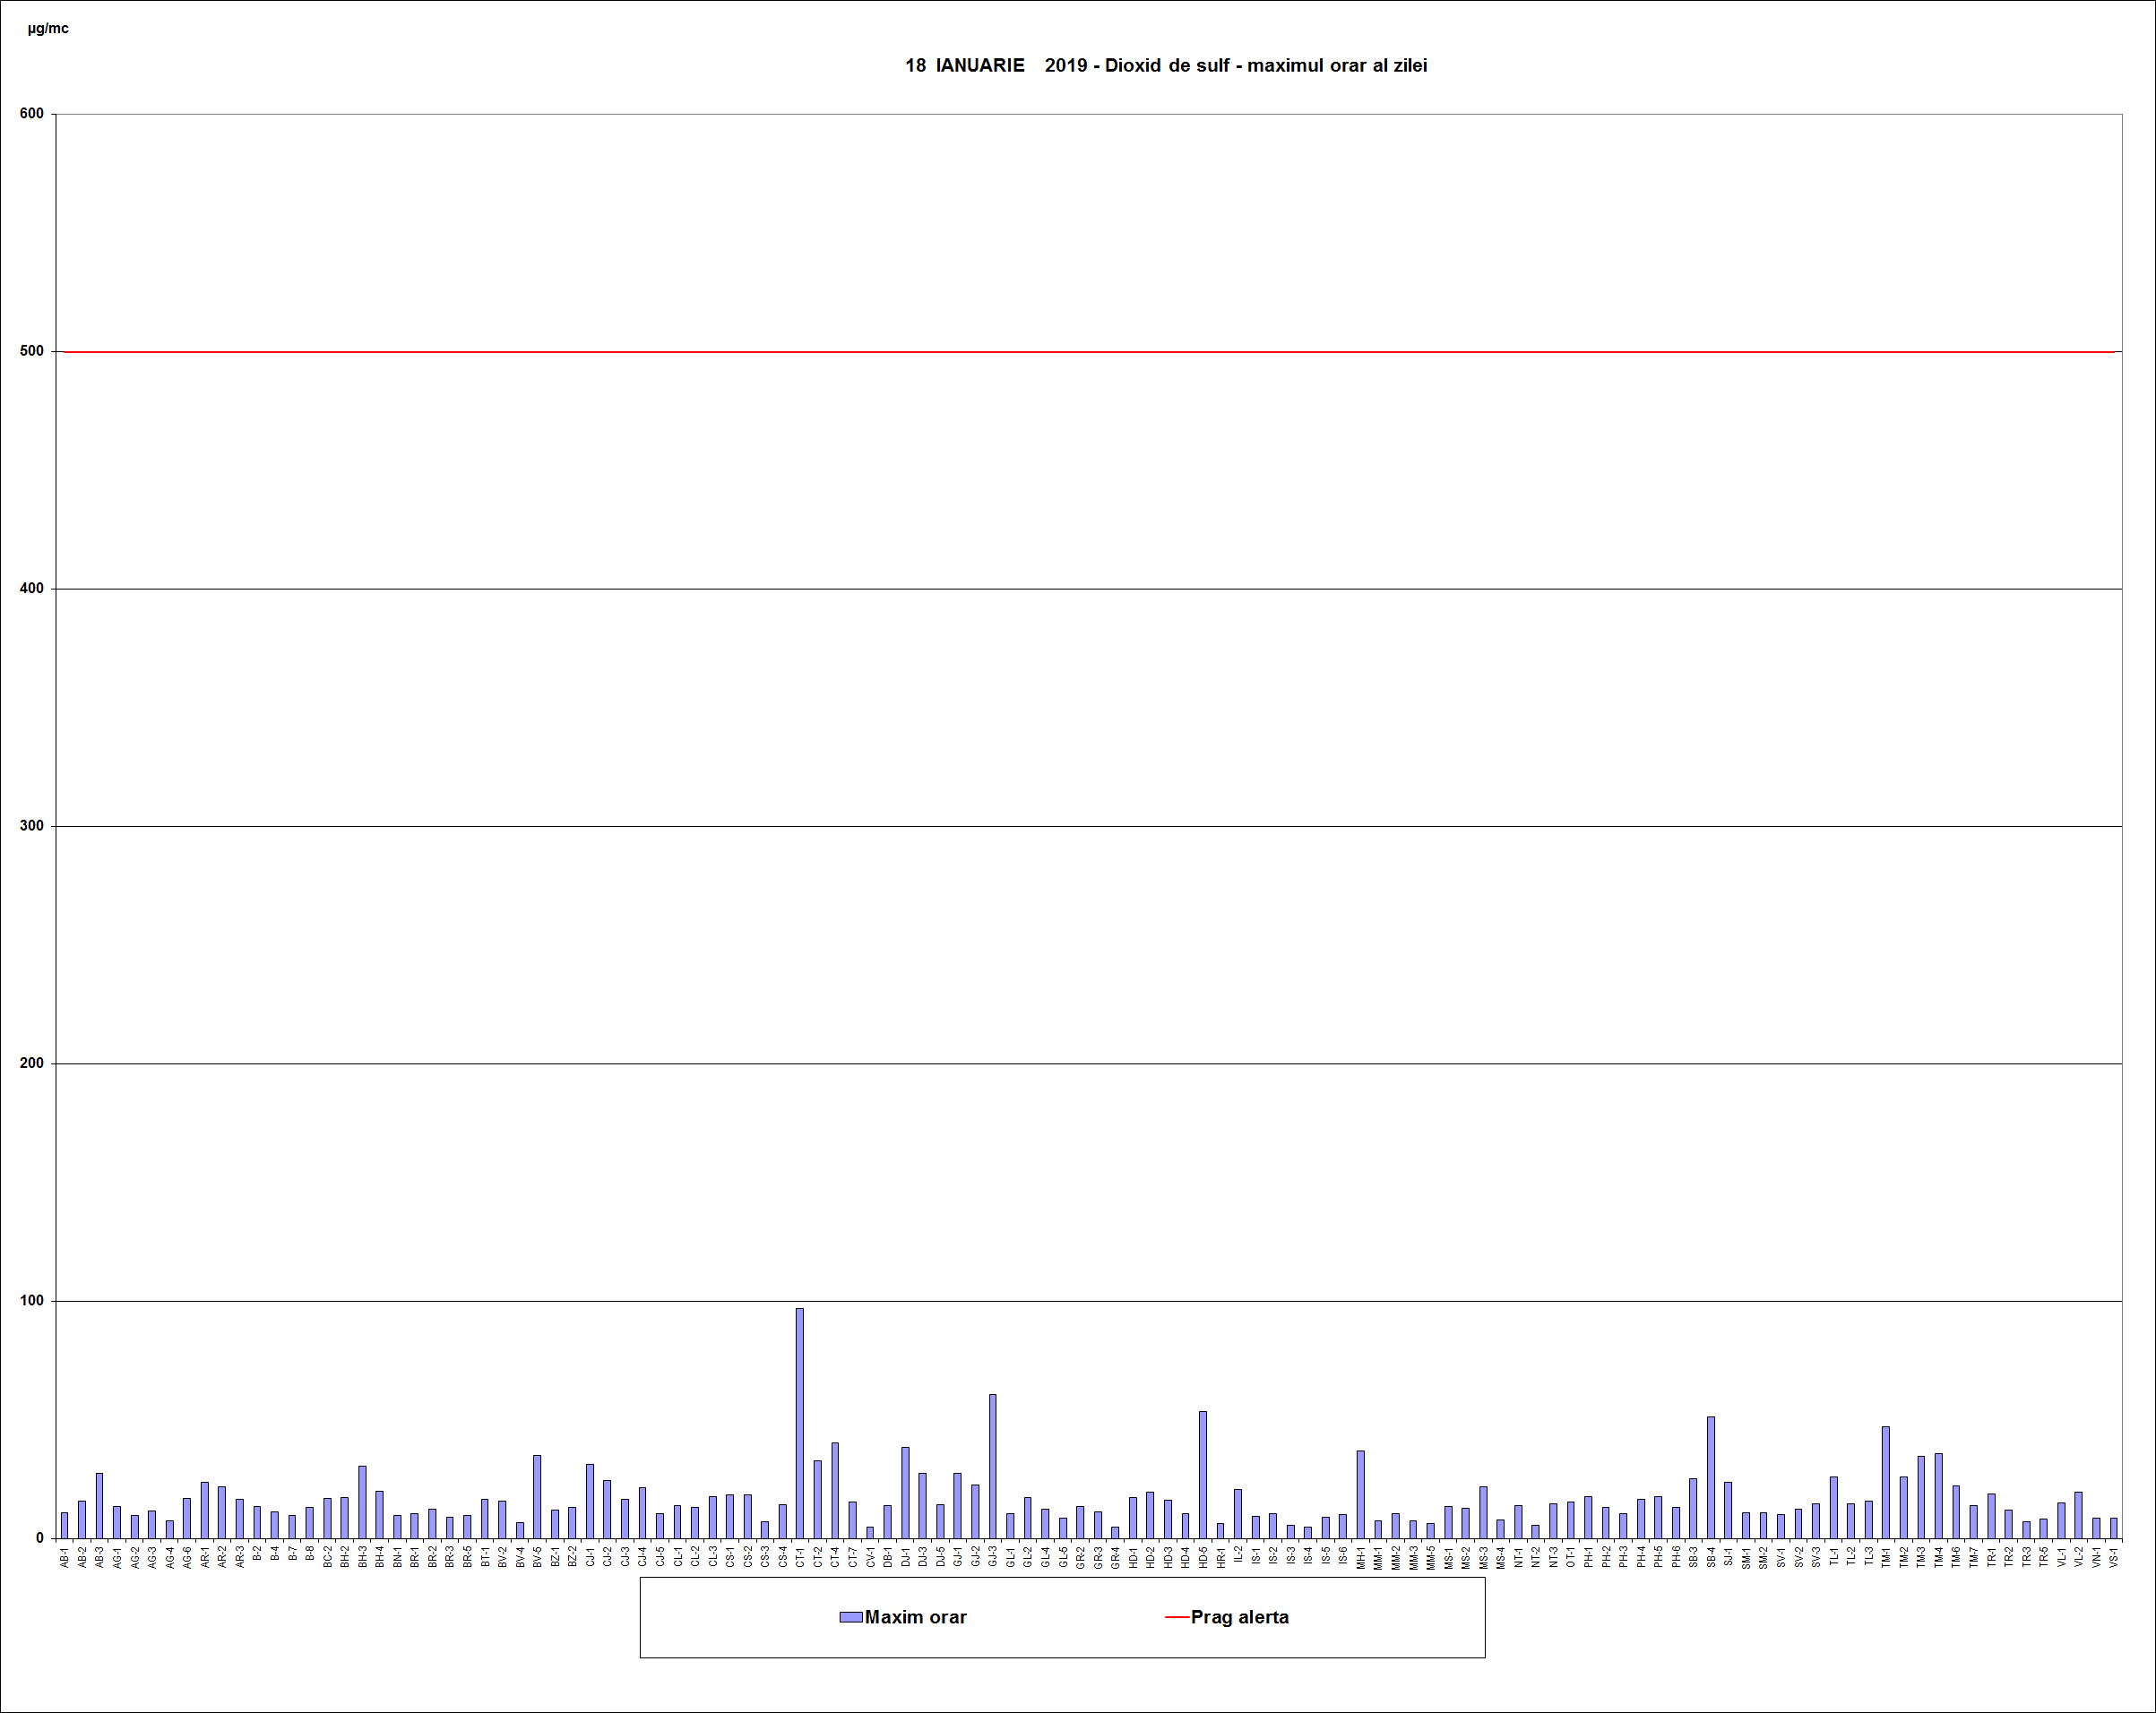 µg/mc
18 IANUARIE 2019 - Dioxid de sulf - maximul orar al zilei
600
500
400
300
200
100
0
AB-1
AB-2
AB-3
AG-1
AG-2
AG-3
AG-4
AG-6
AR-1
AR-2
AR-3
B-2
B-4
B-7
B-8
BC-2
BH-2
BH-3
BH-4
BN-1
BR-1
BR-2
BR-3
BR-5
BT-1
BV-2
BV-4
BV-5
BZ-1
BZ-2
CJ-1
CJ-2
CJ-3
CJ-4
CJ-5
CL-1
CL-2
CL-3
CS-1
CS-2
CS-3
CS-4
CT-1
CT-2
CT-4
CT-7
CV-1
DB-1
DJ-1
DJ-3
DJ-5
GJ-1
GJ-2
GJ-3
GL-1
GL-2
GL-4
GL-5
GR-2
GR-3
GR-4
HD-1
HD-2
HD-3
HD-4
HD-5
HR-1
IL-2
IS-1
IS-2
IS-3
IS-4
IS-5
IS-6
MH-1
MM-1
MM-2
MM-3
MM-5
MS-1
MS-2
MS-3
MS-4
NT-1
NT-2
NT-3
OT-1
PH-1
PH-2
PH-3
PH-4
PH-5
PH-6
SB-3
SB-4
SJ-1
SM-1
SM-2
SV-1
SV-2
SV-3
TL-1
TL-2
TL-3
TM-1
TM-2
TM-3
TM-4
TM-6
TM-7
TR-1
TR-2
TR-3
TR-5
VL-1
VL-2
VN-1
VS-1
Maxim orar
Prag alerta